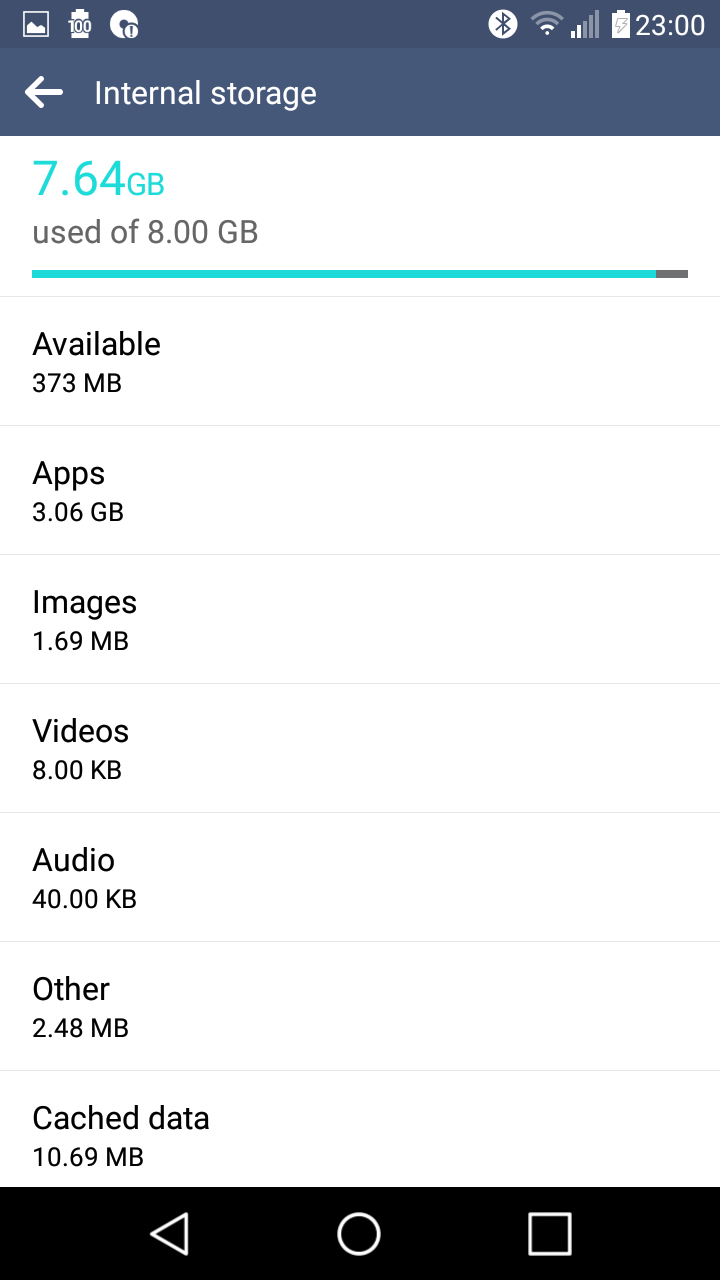 100
23:00
Internal storage
7.64GB
used of 8.00 GB
Available
373 MB
Apps
3.06 GB
Images
1.69 MB
Videos
8.00 KB
Audio
40.00 KB
Other
2.48 MB
Cached data
10.69 MB